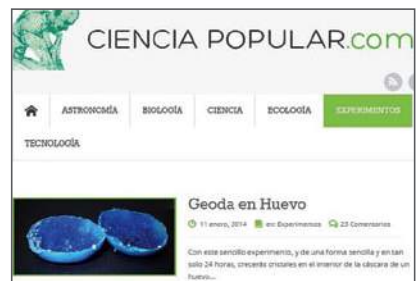 CIENCIA POPULAR.com
ASTRONOMÍA BIOLOGÍA CIENCIA ECOLOGÍA EXPERIMENTOS
TECNOLOGÍA
Geoda en Huevo
11 enero, 2014 en: Experimentos 23 Comentarios
Con este sencillo experimento, y de una forma sencilla y en tan
solo 24 horas, crecerás cristales en el interior de la cáscara de un
huevo...